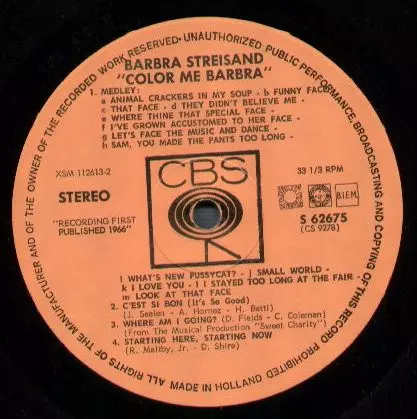 ALL RIGHTS OF THE MANUFACTURER AND OF THE OWNER OF THE RECORDED WORK RESERVED·UNAUTHORIZED PUBLIC PERFORMANCE, BROADCASTING AND COPYING OF THIS RECORD PROHIBITED
BARBRA STREISAND
"COLOR ME BARBRA"
1. MEDLEY:
a ANIMAL CRACKERS IN MY SOUP - b FUNNY FACE
c THAT FACE - d THEY DIDN'T BELIEVE ME -
e WHERE THINE THAT SPECIAL FACE -
f I'VE GROWN ACCUSTOMED TO HER FACE -
g LET'S FACE THE MUSIC AND DANCE -
h SAM, YOU MADE THE PANTS TOO LONG -
XSM 112613-2
33 1/3 RPM
CBS
STEREO
B.I.E.M.
"RECORDING FIRST
PUBLISHED 1966"
S 62675
(CS 9278)
I WHAT'S NEW PUSSYCAT? - J SMALL WORLD -
k I LOVE YOU - l I STAYED TOO LONG AT THE FAIR -
m LOOK AT THAT FACE
2. C'EST SI BON (It's So Good)
(J. Seelen - A. Hornez - H. Betti)
3. WHERE AM I GOING? (D. Fields - C. Coleman)
(From The Musical Production "Sweet Charity")
4. STARTING HERE, STARTING NOW
(R. Maltby, Jr. - D. Shire)
MADE IN HOLLAND NVLD